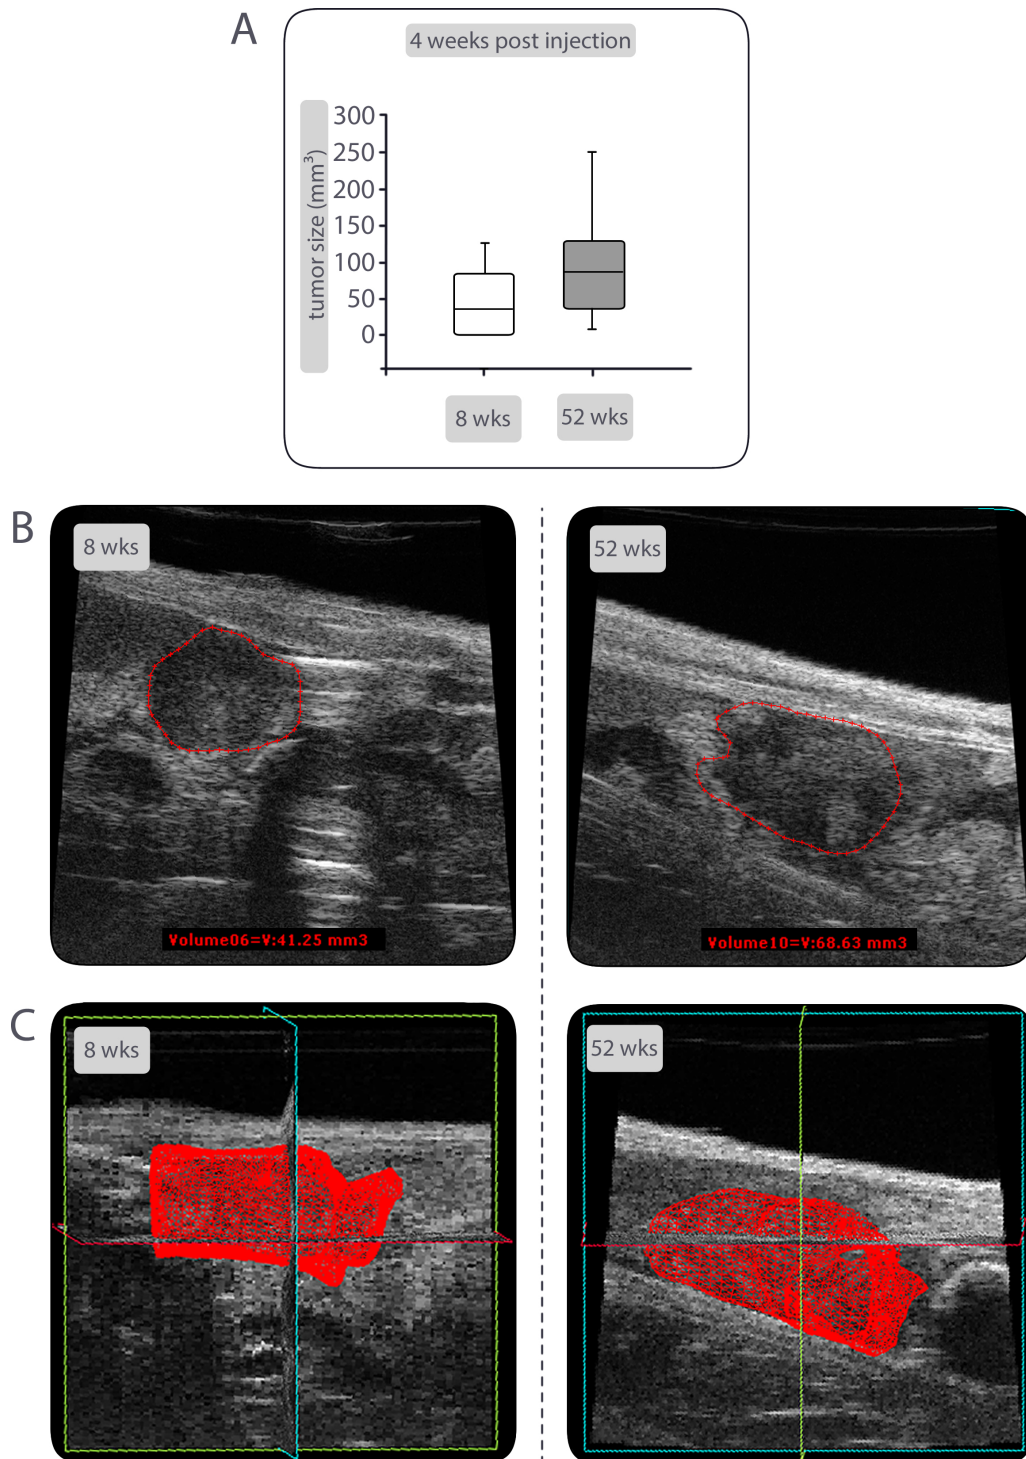 A
4 weeks post injection
tumor size (mm³)
300
250
200
150
100
50
0
8 wks
52 wks
B
8 wks
52 wks
Volume06=V:41.25 mm3
Volume10=V:68.63 mm3
C
8 wks
52 wks